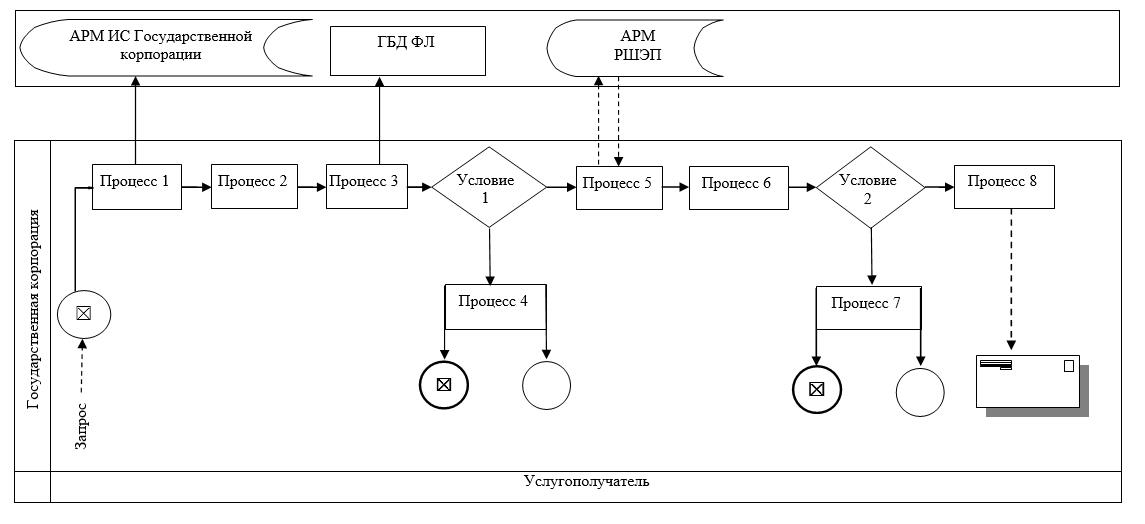 АРМ ИС Государственной
корпорации
ГБД ФЛ
АРМ
РШЭП
Государственная корпорация
Процесс 1
Процесс 2
Процесс 3
Условие
1
Процесс 5
Процесс 6
Условие
2
Процесс 8
Процесс 4
Процесс 7
Запрос
Услугополучатель